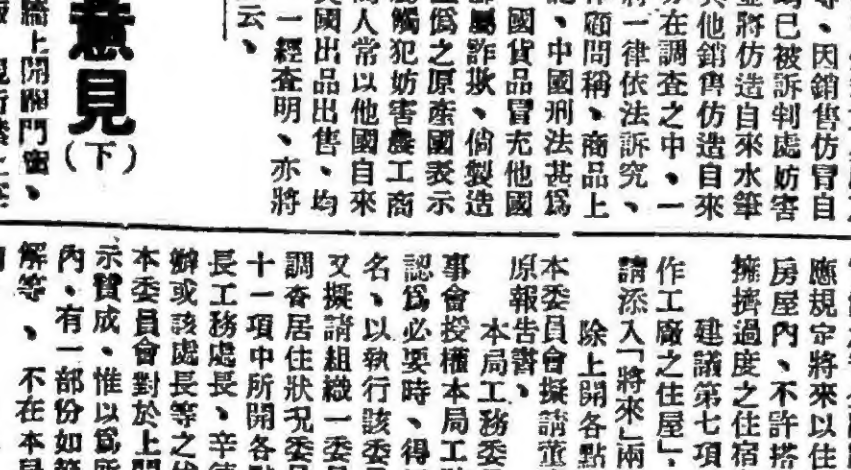 等、因銷售仿冒自
已被訴判處妨害
將仿造自來水筆
其他銷售仿造自來
在調查之中、一
將一律依法訴究、
顧問稱、商品上
、中國刑法甚爲
國貨品冒充他國
屬詐欺、倘製造
僞之原產國表示
觸犯妨害農工商
人常以他國自來
國出品出售、均
一經查明、亦將
云、
意見(下)
上開關門窗、
應規定將來以住
房屋內、不許搭
擁擠過度之住宿
建議第七項
作工廠之住屋」、
請添入「將來」兩
除上開各點
本委員會擬請董
原報告書、
本局工務委
事會授權本局工
認爲必要時、得
名、以執行該委
又擬請組織一委
調查居住狀況委
十一項中所開各點
長工務處長、辛
辦或該處長等之
本委員會對於上開
示贊成、惟以爲所
內、有一部份如
解等、不在本